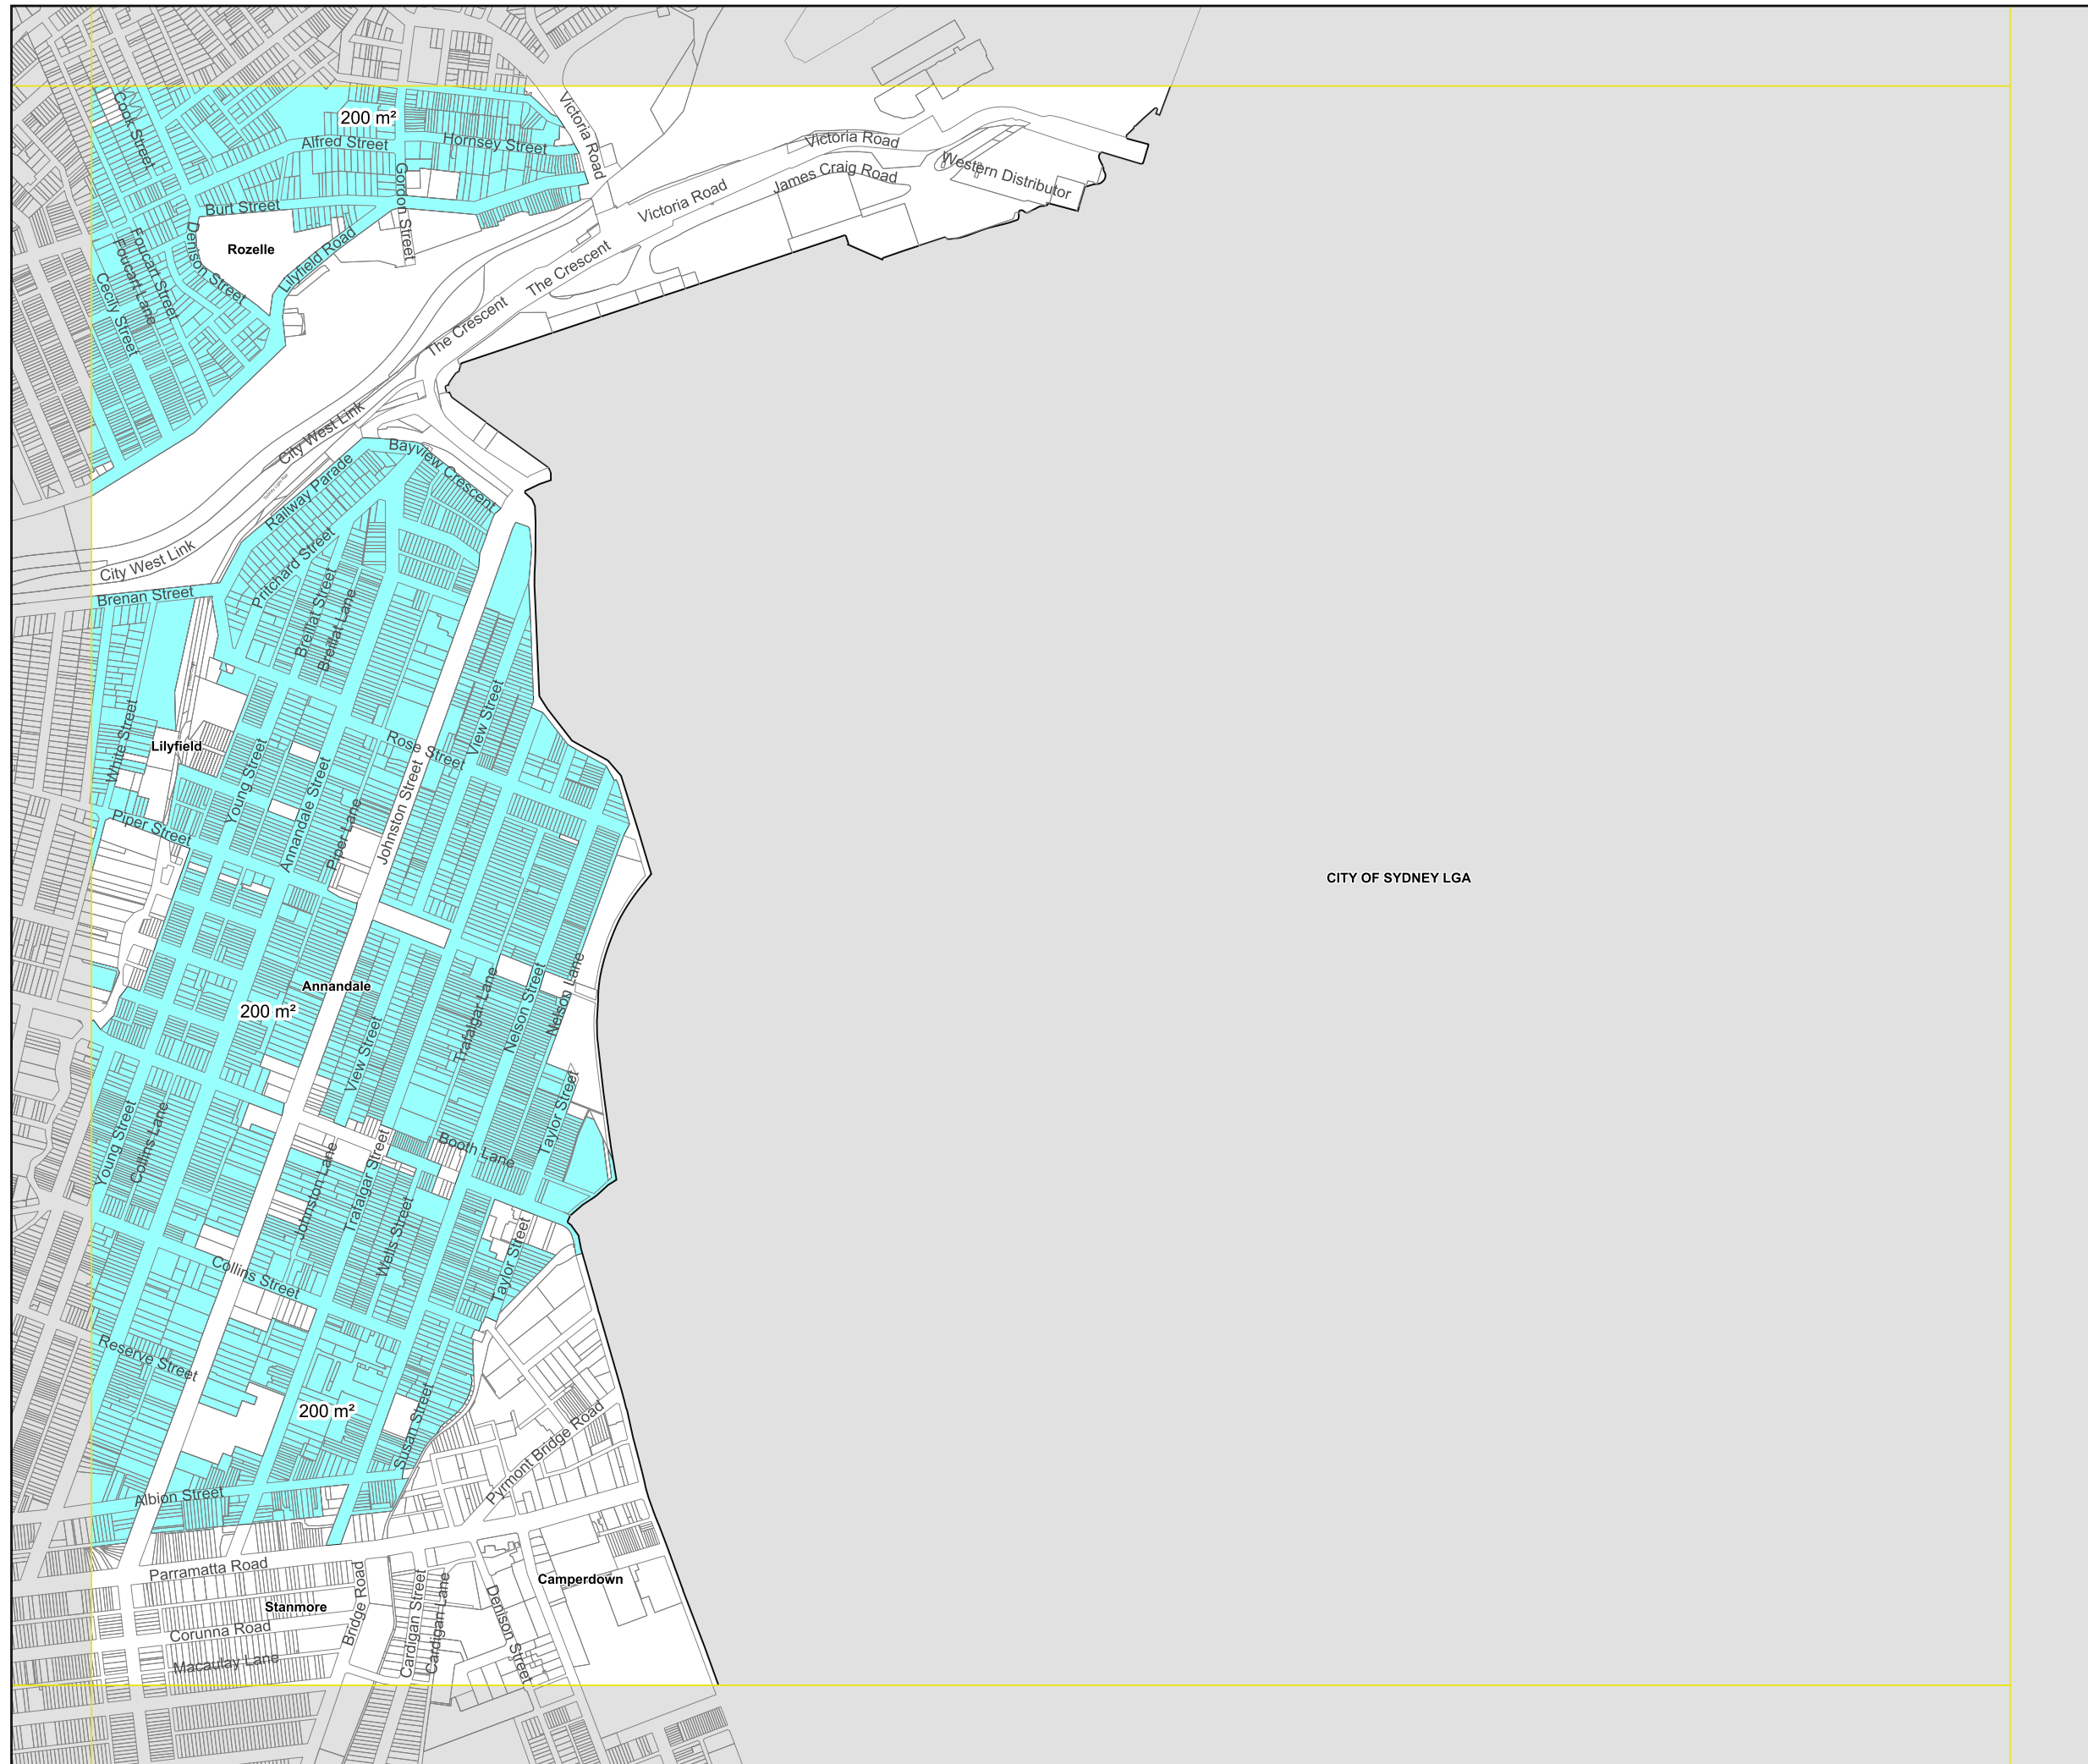 Cook Street
200 m²
Victoria Road
Alfred Street
Hornsey Street
Victoria Road
Western Distributor
James Craig Road
Gordon Street
Victoria Road
Burt Street
Denison Street
Rozelle
Foucart Street
Foucart Lane
Lilyfield Road
Cecily Street
The Crescent
The Crescent
City West Link
Bayview Crescent
Railway Parade
Pritchard Street
City West Link
Brenan Street
Breillat Street
Breillat Lane
White Street
Lilyfield
Rose Street
View Street
Young Street
Annandale Street
Piper Lane
Johnston Street
Piper Street
CITY OF SYDNEY LGA
Annandale
200 m²
Trafalgar Lane
Nelson Street
Nelson Lane
View Street
Young Street
Collins Lane
Taylor Street
Booth Lane
Johnston Lane
Trafalgar Street
Wells Street
Taylor Street
Collins Street
Reserve Street
200 m²
Susan Street
Pyrmont Bridge Road
Albion Street
Parramatta Road
Camperdown
Stanmore
Bridge Road
Cardigan Street
Cardigan Lane
Denison Street
Corunna Road
Macaulay Lane